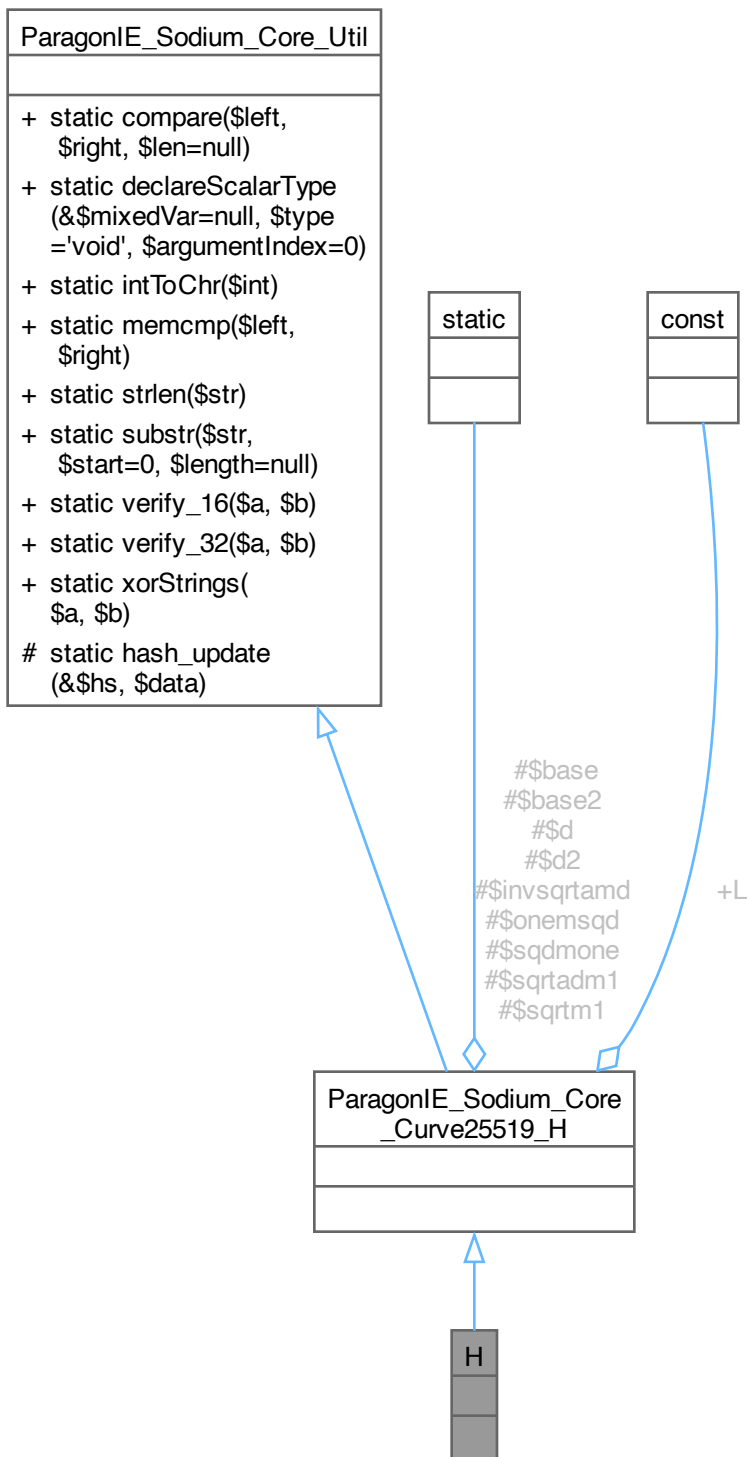 ParagonIE_Sodium_Core_Util
+ static compare($left,
$right, $len=null)
+ static declareScalarType
(&$mixedVar=null, $type
='void', $argumentIndex=0)
+ static intToChr($int)
+ static memcmp($left,
$right)
+ static strlen($str)
+ static substr($str,
$start=0, $length=null)
+ static verify_16($a, $b)
+ static verify_32($a, $b)
+ static xorStrings(
$a, $b)
# static hash_update
(&$hs, $data)
static
const
#$base
#$base2
#$d
#$d2
#$invsqrtamd
#$onemsqd
#$sqdmone
#$sqrtadm1
#$sqrtm1
+L
ParagonIE_Sodium_Core
_Curve25519_H
H